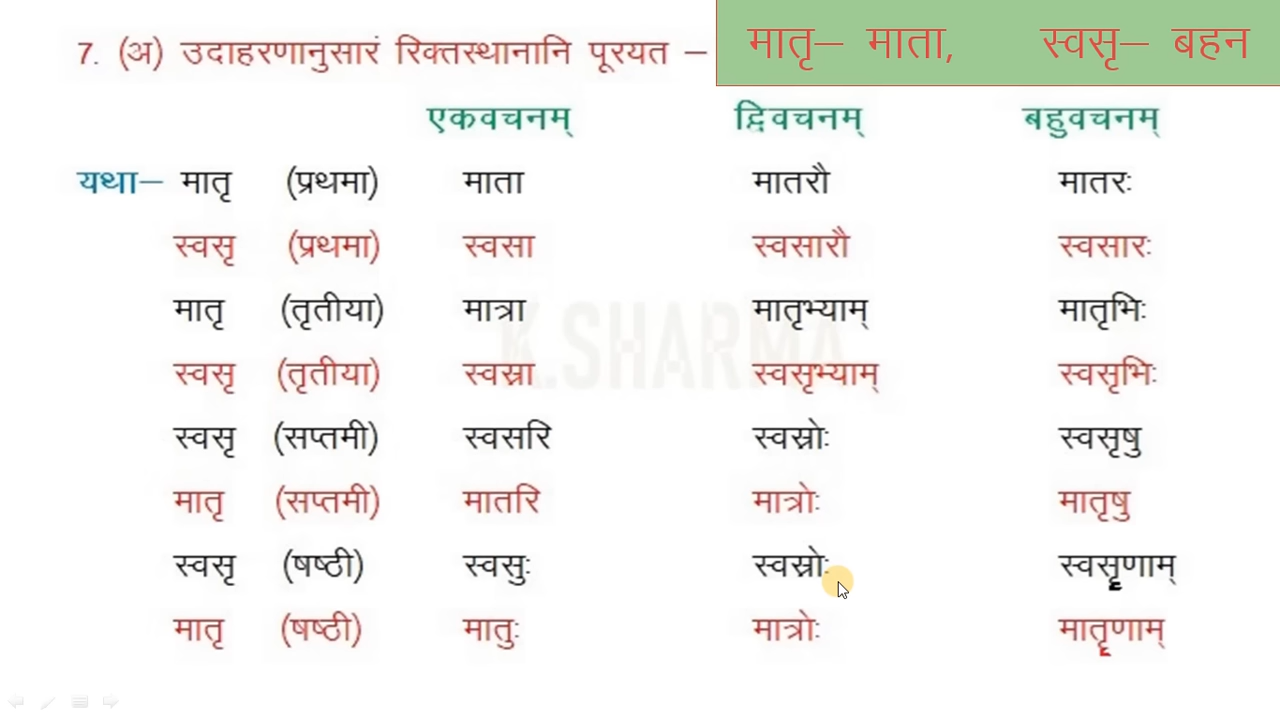 7. (अ) उदाहरणानुसारं रिक्तस्थानानि पूरयत – मातृ– माता, स्वसृ– बहन
एकवचनम् द्विवचनम् बहुवचनम्
यथा– मातृ (प्रथमा) माता मातरौ मातरः
स्वसृ (प्रथमा) स्वसा स्वसारौ स्वसारः
मातृ (तृतीया) मात्रा मातृभ्याम् मातृभिः
K.SHARMA
स्वसृ (तृतीया) स्वस्रा स्वसृभ्याम् स्वसृभिः
स्वसृ (सप्तमी) स्वसरि स्वस्रोः स्वसृषु
मातृ (सप्तमी) मातरि मात्रोः मातृषु
स्वसृ (षष्ठी) स्वसुः स्वस्रोः स्वसॄणाम्
मातृ (षष्ठी) मातुः मात्रोः मातॄणाम्